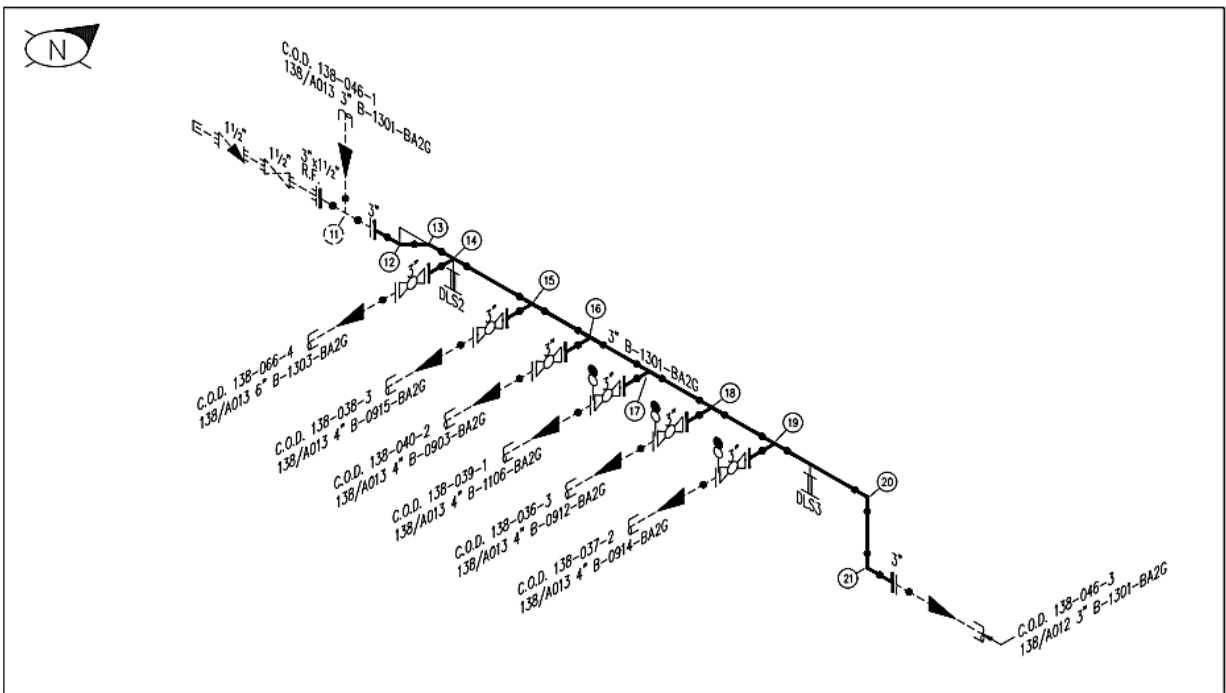 N
C.O.D. 138-046-1
138/A013 3" B-1301-BA2G
1½"
1½"
3"x1½"
R.F.
11
3"
12
13
14
3"
DLS2
C.O.D. 138-066-4
138/A013 6" B-1303-BA2G
15
3"
C.O.D. 138-038-3
138/A013 4" B-0915-BA2G
16
3"
C.O.D. 138-040-2
138/A013 4" B-0903-BA2G
3" B-1301-BA2G
17
3"
C.O.D. 138-039-1
138/A013 4" B-1106-BA2G
18
3"
C.O.D. 138-036-3
138/A013 4" B-0912-BA2G
19
3"
C.O.D. 138-037-2
138/A013 4" B-0914-BA2G
DLS3
20
21
3"
C.O.D. 138-046-3
138/A012 3" B-1301-BA2G